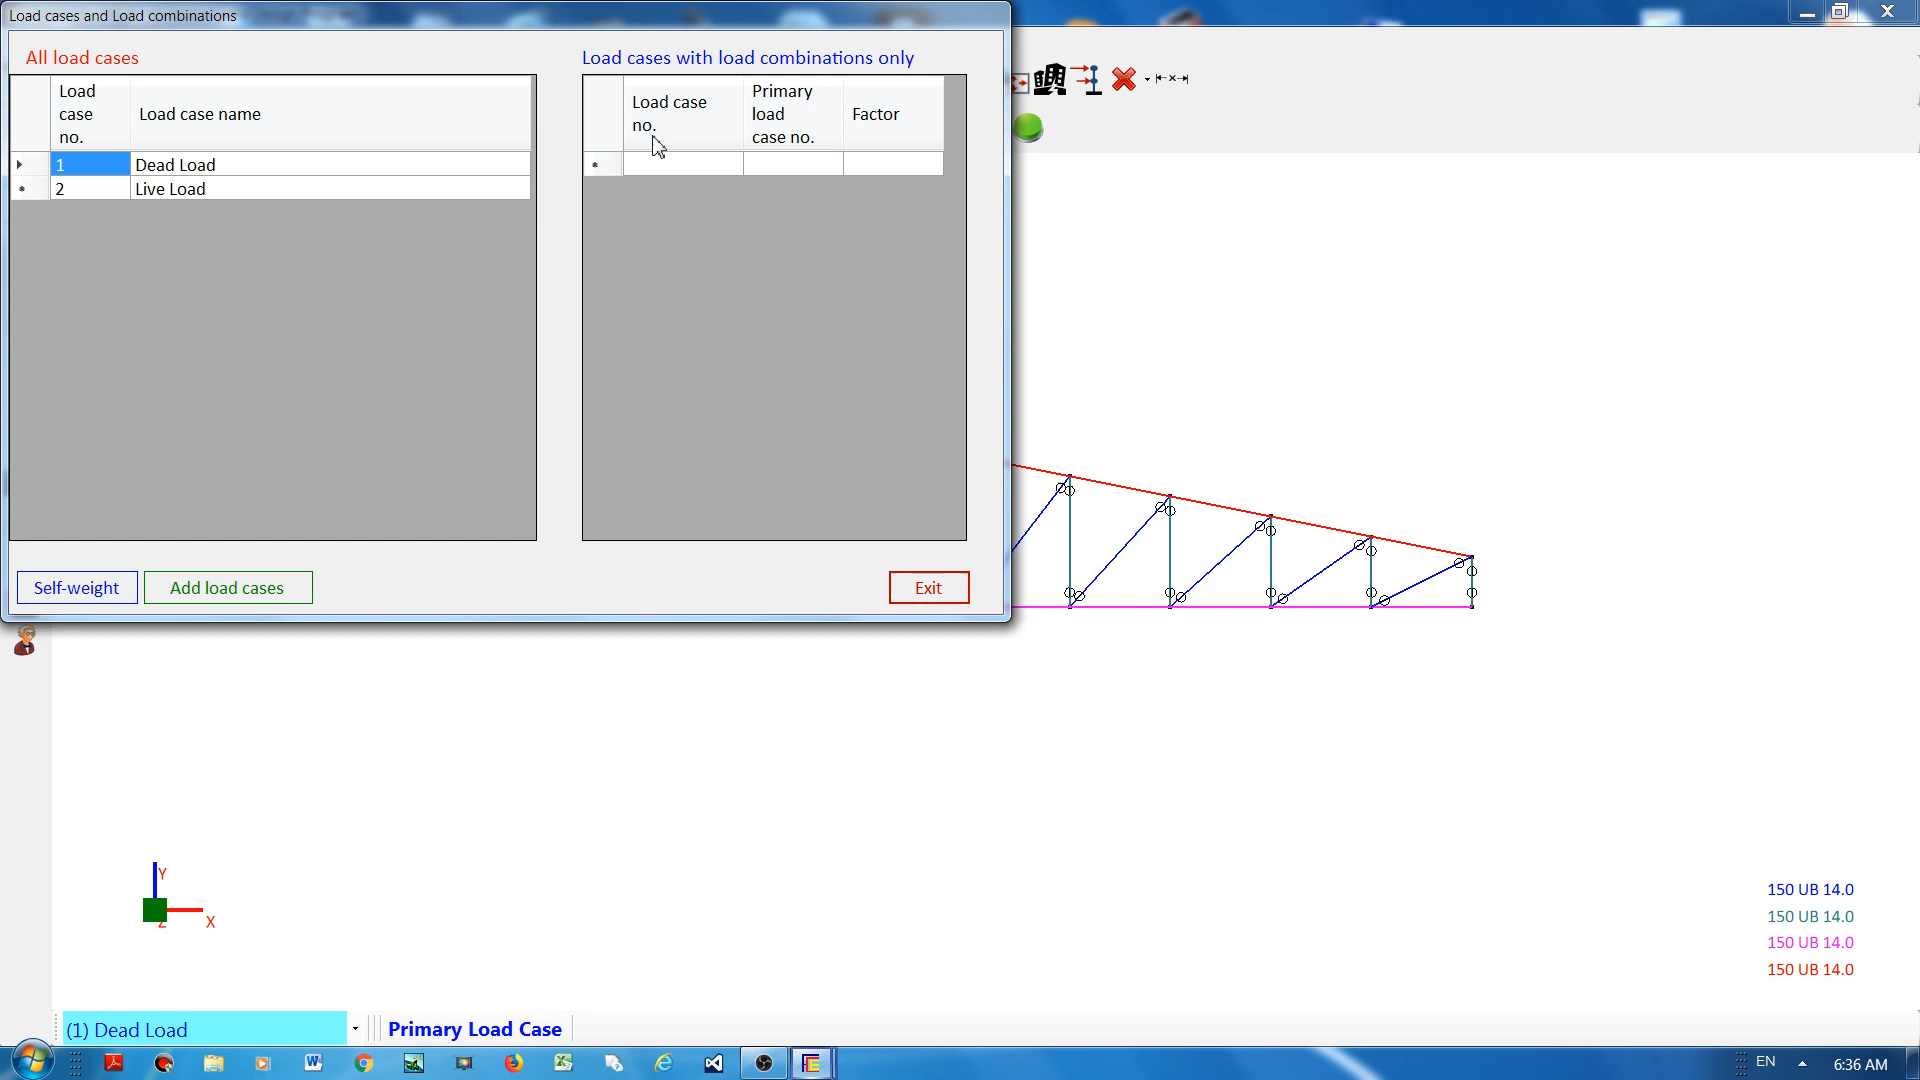 Load cases and Load combinations
All load cases
Load cases with load combinations only
Load case no.
Load case name
Load case no.
Primary load case no.
Factor
1 Dead Load
2 Live Load
Self-weight
Add load cases
Exit
Y
Z
X
150 UB 14.0
150 UB 14.0
150 UB 14.0
150 UB 14.0
(1) Dead Load
Primary Load Case
EN
6:36 AM